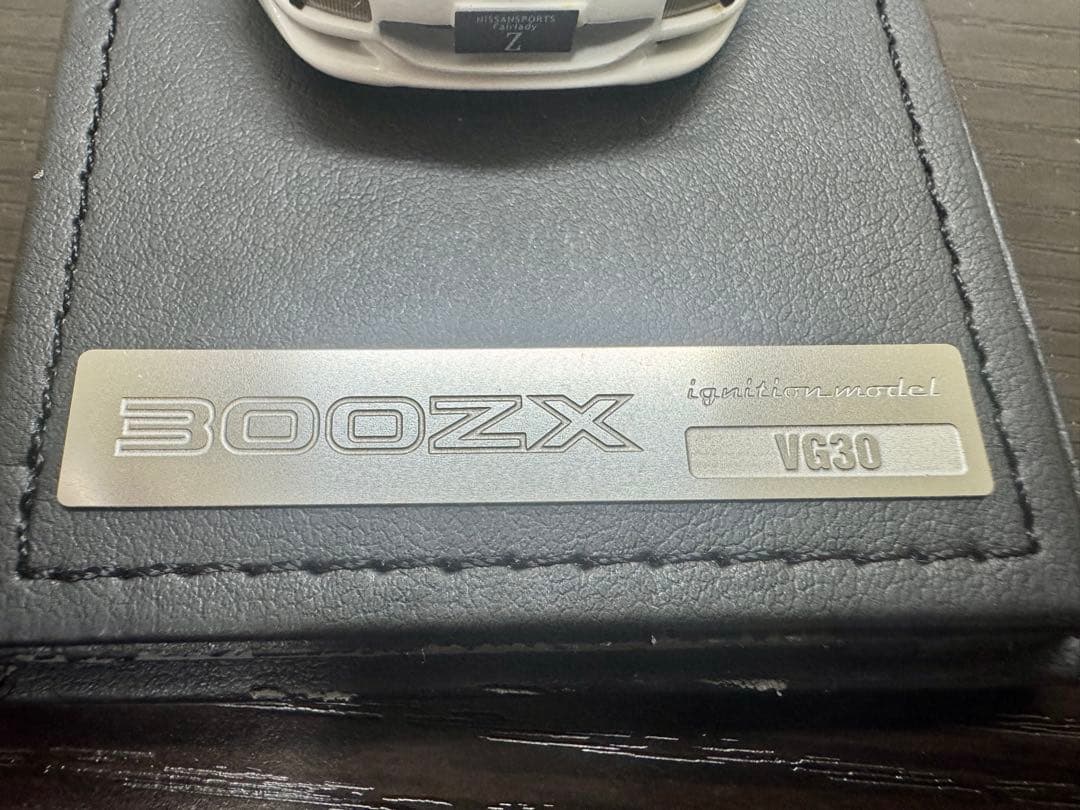 NISSANSPORTS
Fairlady
Z
300ZX
ignition model
VG30